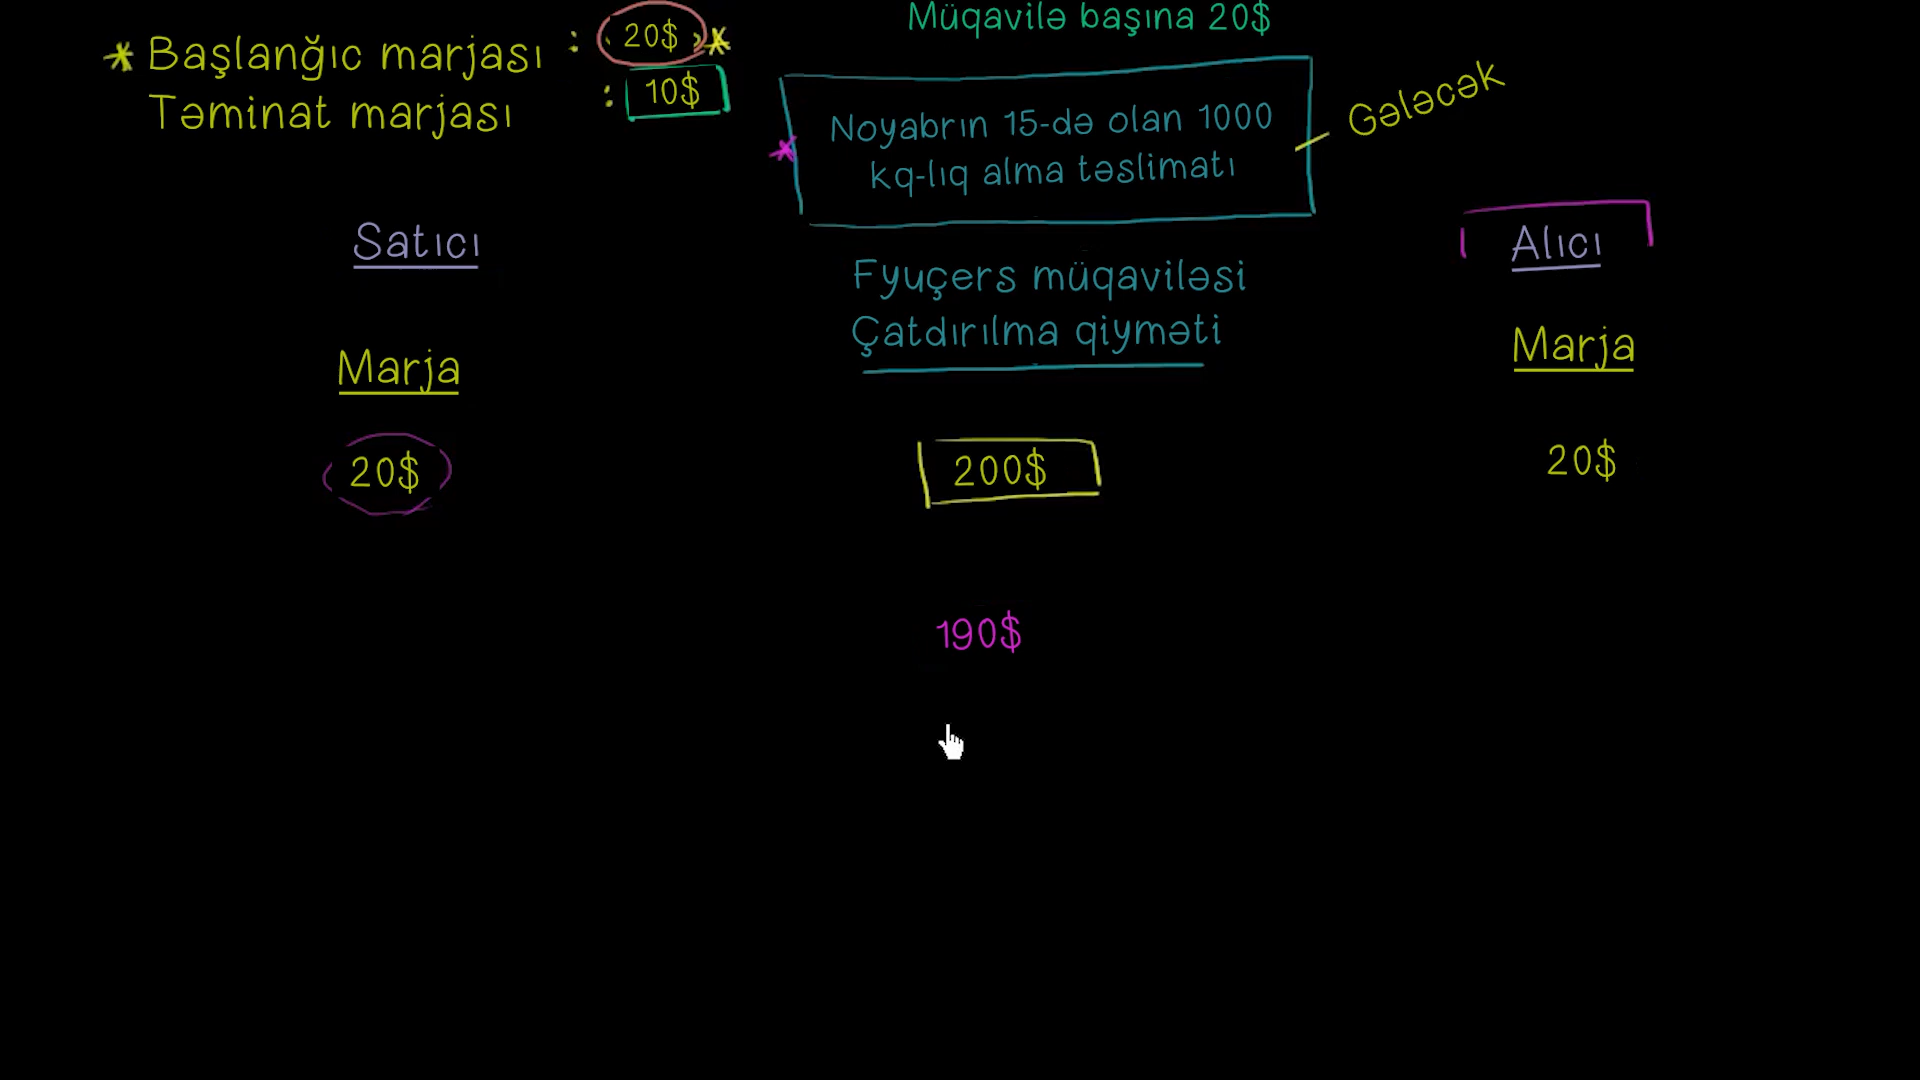 Müqavilə başına 20$
* Başlanğıc marjası : 20$ *
Təminat marjası : 10$
Gələcək
Noyabrın 15-də olan 1000
kq-lıq alma təslimatı
Satıcı
Alıcı
Fyuçers müqaviləsi
Çatdırılma qiyməti
Marja
Marja
20$
200$
20$
190$